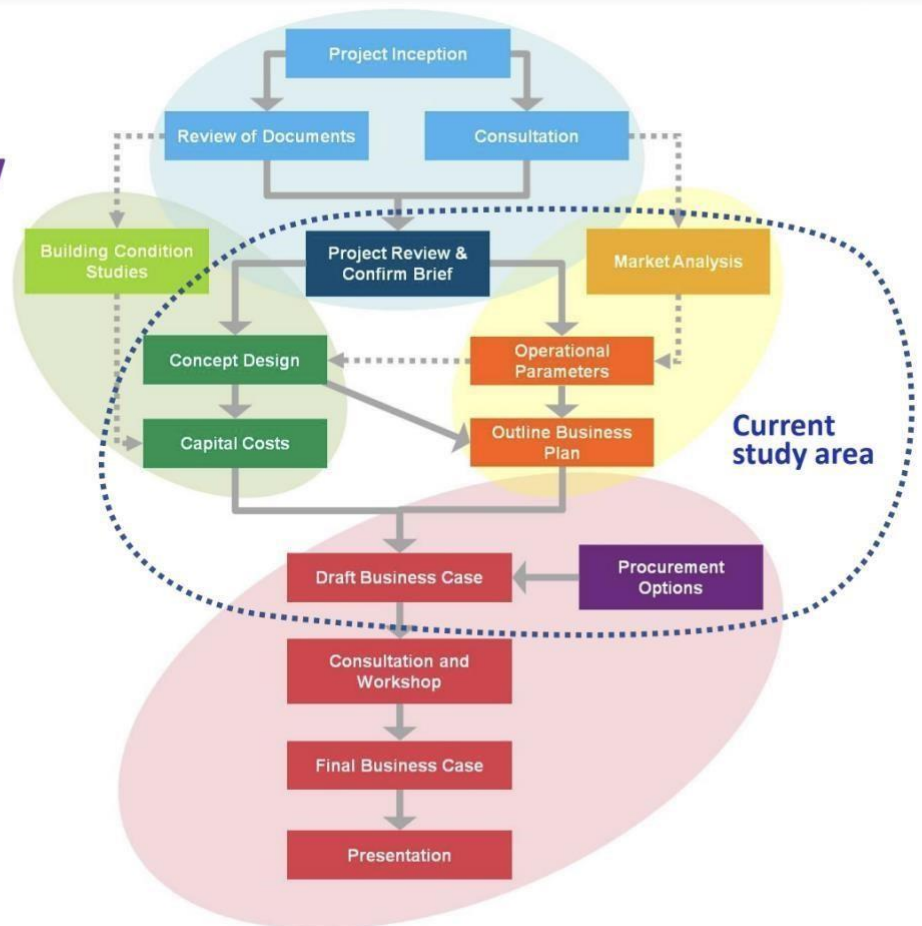 Project Inception
Review of Documents
Consultation
Building Condition
Studies
Project Review &
Confirm Brief
Market Analysis
Concept Design
Operational
Parameters
Capital Costs
Outline Business
Plan
Current
study area
Draft Business Case
Procurement
Options
Consultation and
Workshop
Final Business Case
Presentation